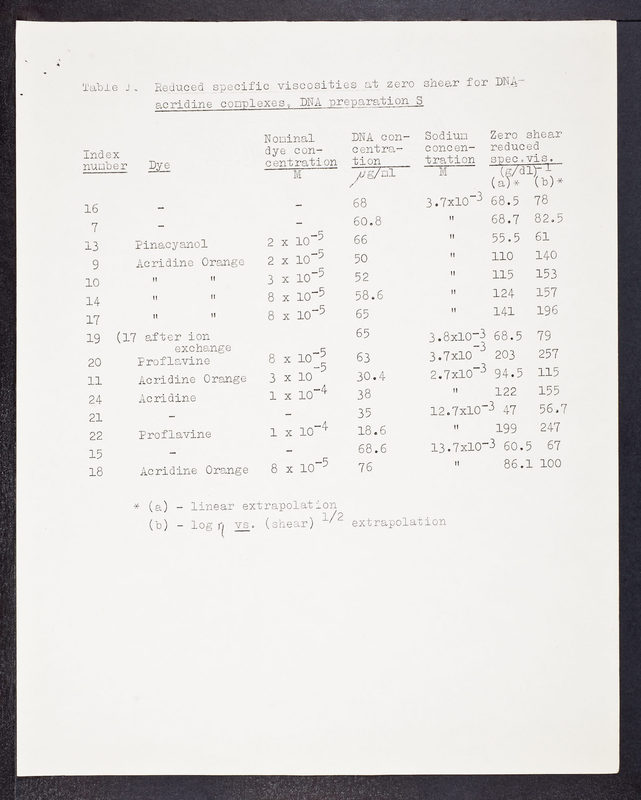 Table 1. Reduced specific viscosities at zero shear for DNA-
acridine complexes, DNA preparation S
Index number Dye Nominal dye con- centration M DNA con- centra- tion μg/ml Sodium concen- tration M Zero shear reduced spec.vis. (g/dl)-1 (a)* (b)*
16 - - 68 3.7x10-3 68.5 78
7 - - 60.8 " 68.7 82.5
13 Pinacyanol 2 x 10-5 66 " 55.5 61
9 Acridine Orange 2 x 10-5 50 " 110 140
10 " " 3 x 10-5 52 " 115 153
14 " " 8 x 10-5 58.6 " 124 157
17 " " 8 x 10-5 65 " 141 196
19 (17 after ion 65 3.8x10-3 68.5 79
exchange
20 Proflavine 8 x 10-5 63 3.7x10-3 203 257
11 Acridine Orange 3 x 10-5 30.4 2.7x10-3 94.5 115
24 Acridine 1 x 10-4 38 " 122 155
21 - - 35 12.7x10-3 47 56.7
22 Proflavine 1 x 10-4 18.6 " 199 247
15 - - 68.6 13.7x10-3 60.5 67
18 Acridine Orange 8 x 10-5 76 " 86.1 100
* (a) - linear extrapolation
(b) - log η vs. (shear) 1/2 extrapolation